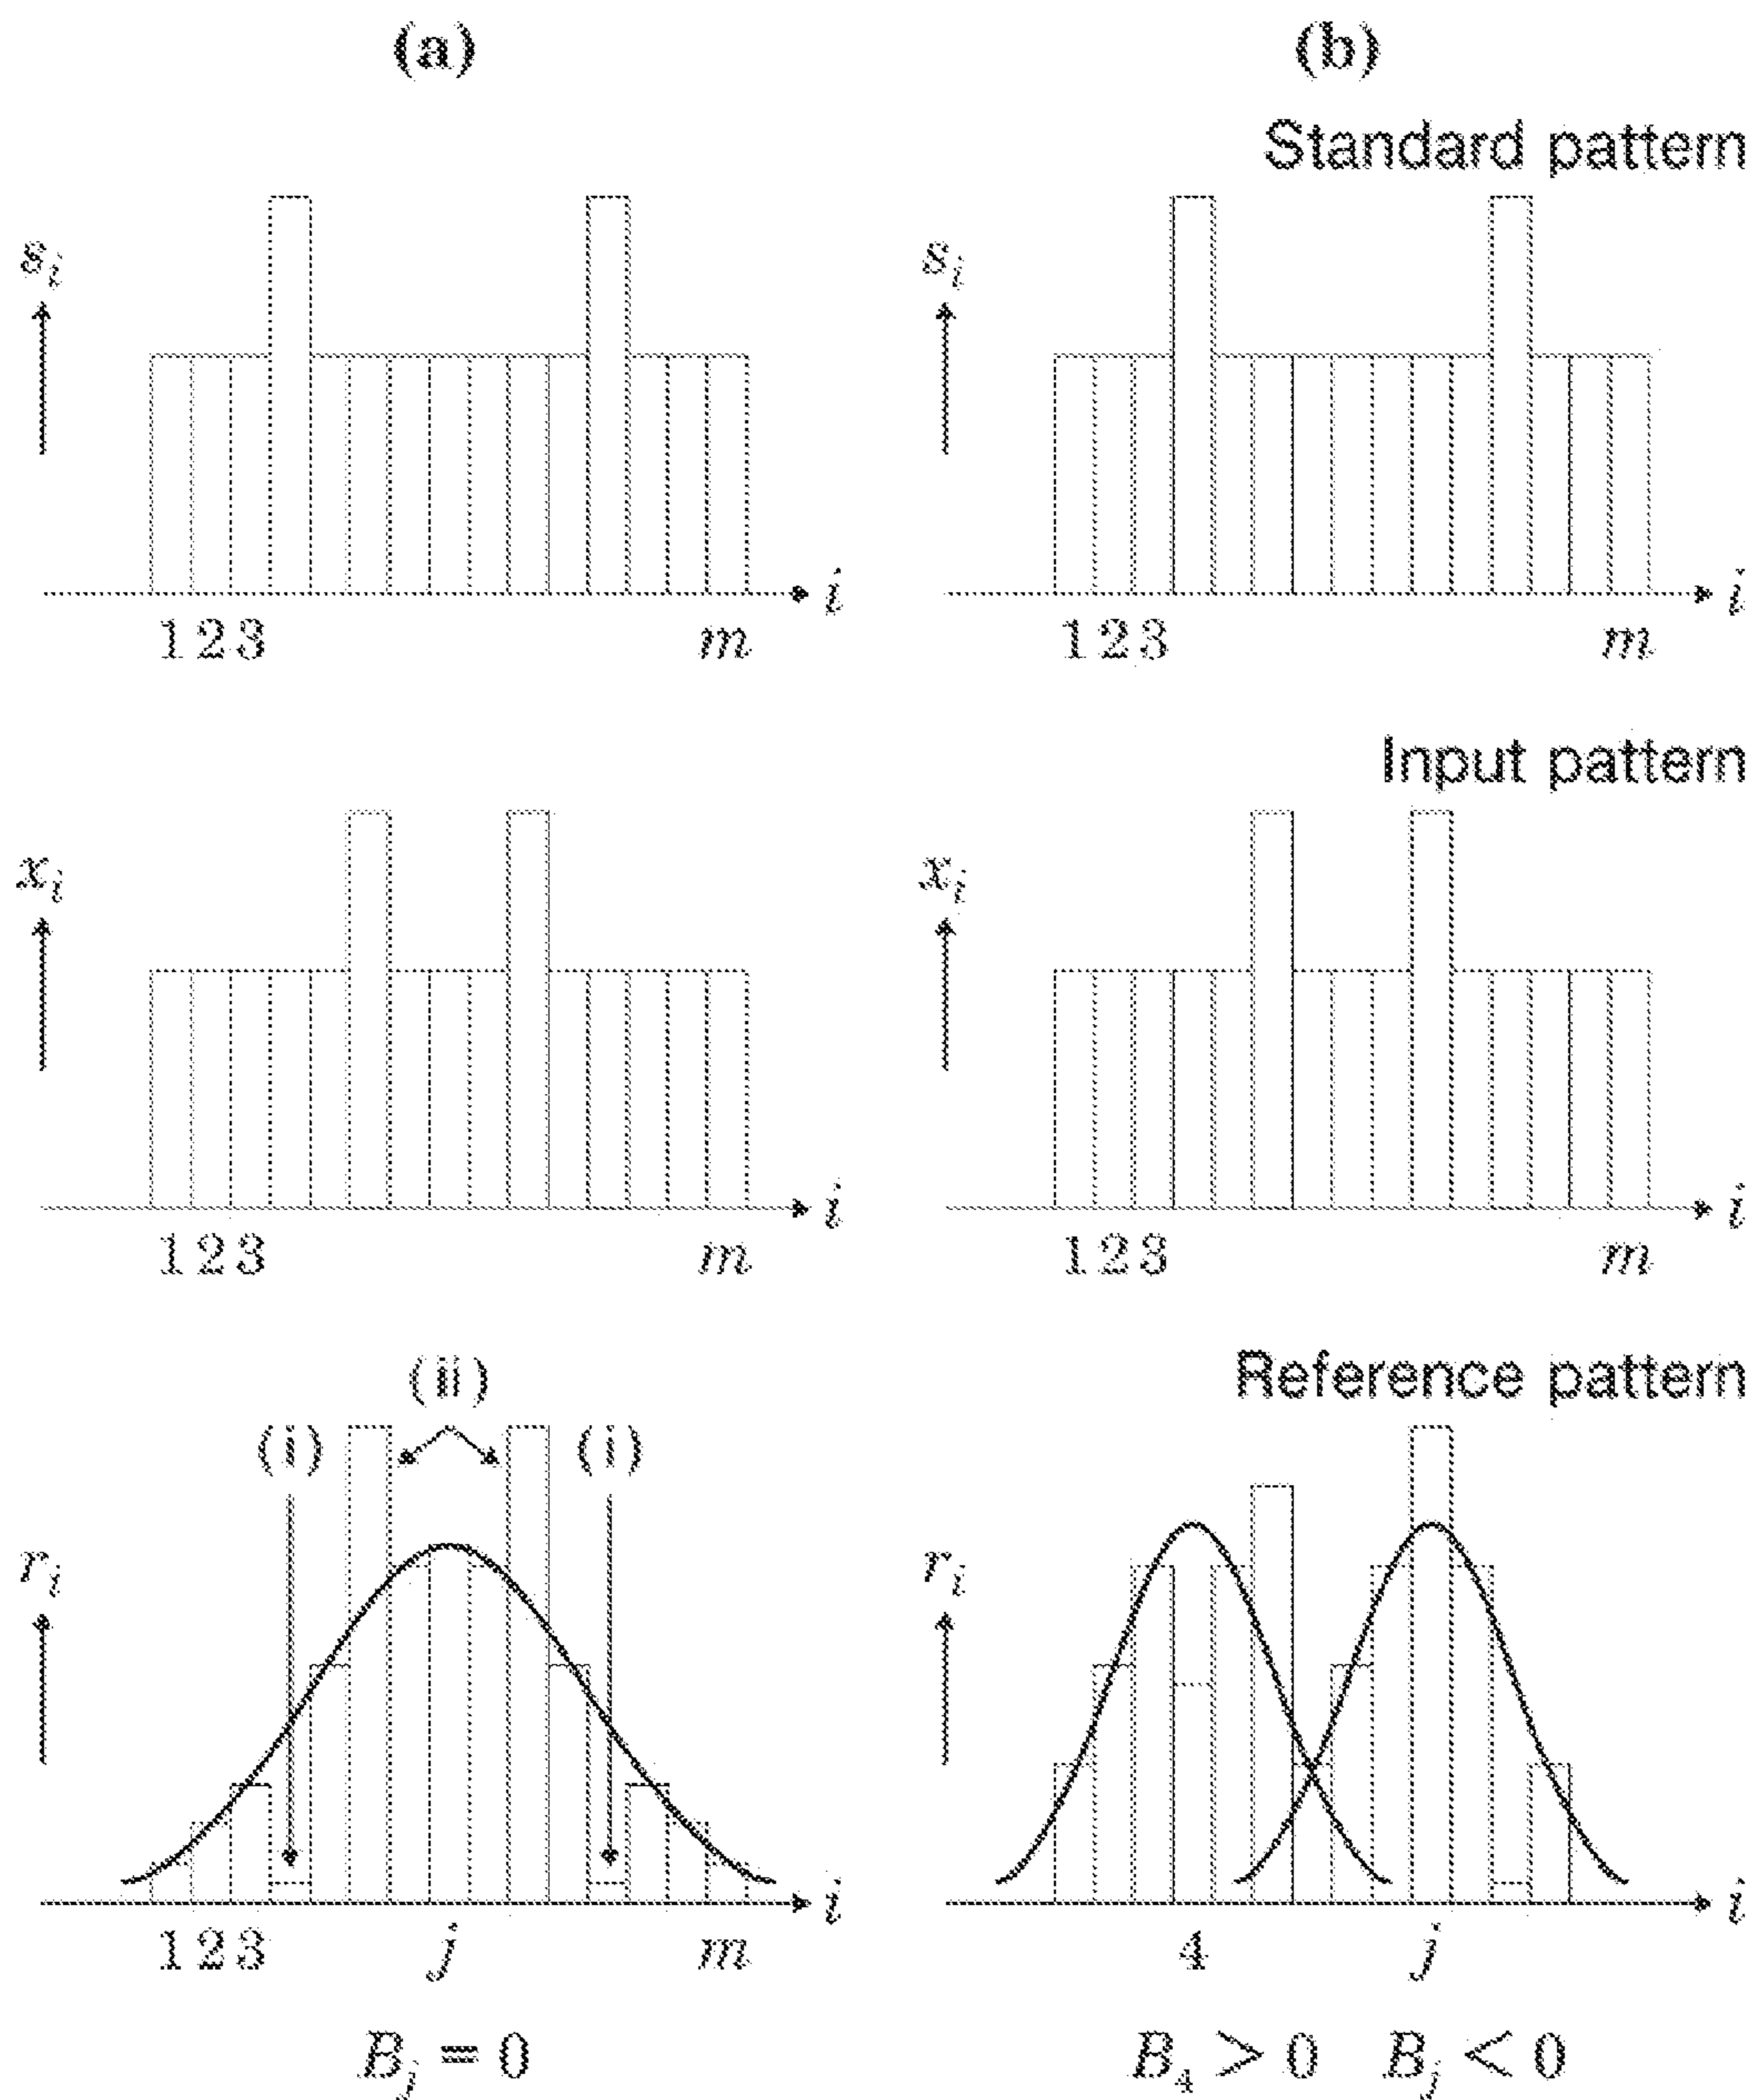 (a) (b)
Standard pattern
s_i s_i
i i
1 2 3 m 1 2 3 m
Input pattern
x_i x_i
i i
1 2 3 m 1 2 3 m
(ii) Reference pattern
(i) (i)
r_i r_i
i i
1 2 3 j m 4 j
B_j = 0 B_4 > 0 B_j < 0